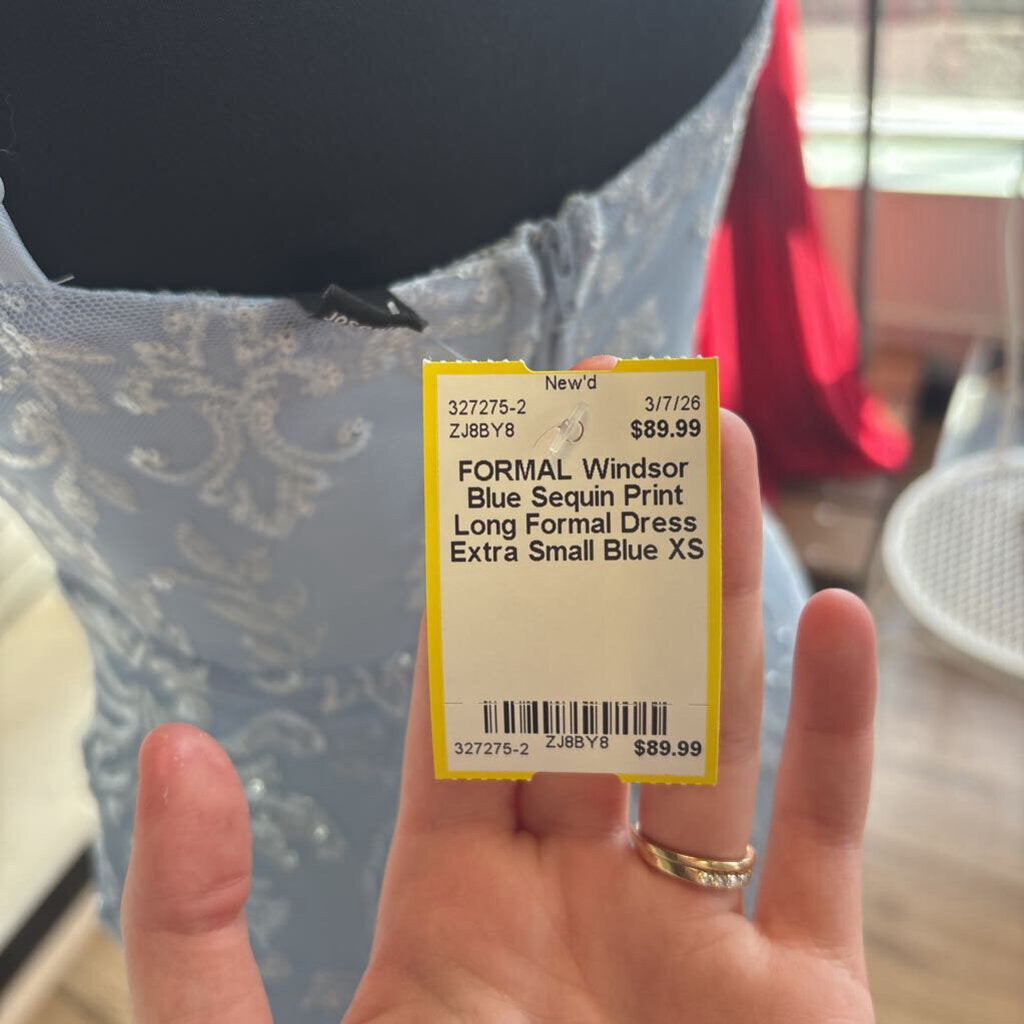 New'd
327275-2 3/7/26
ZJ8BY8 $89.99
FORMAL Windsor
Blue Sequin Print
Long Formal Dress
Extra Small Blue XS
327275-2 ZJ8BY8 $89.99